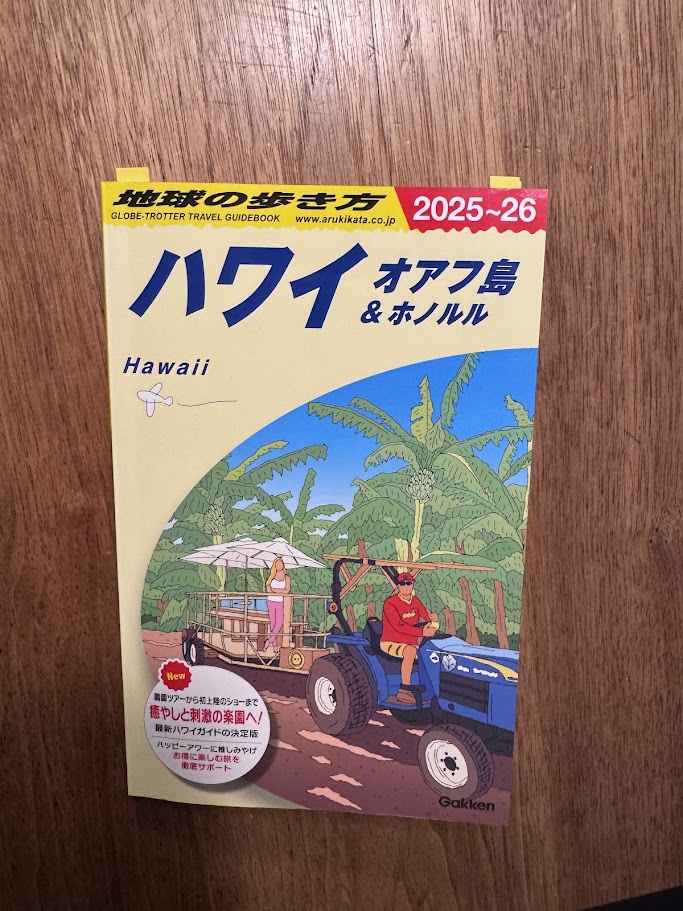 地球の歩き方
GLOBE-TROTTER TRAVEL GUIDEBOOK
www.arukikata.co.jp
2025~26
ハワイ
オアフ島
&ホノルル
Hawaii
New
農園ツアーから初上陸のショーまで
癒やしと刺激の楽園へ!
最新ハワイガイドの決定版
ハッピーアワーに推しみやげ
お得に楽しむ旅を
徹底サポート
Gakken